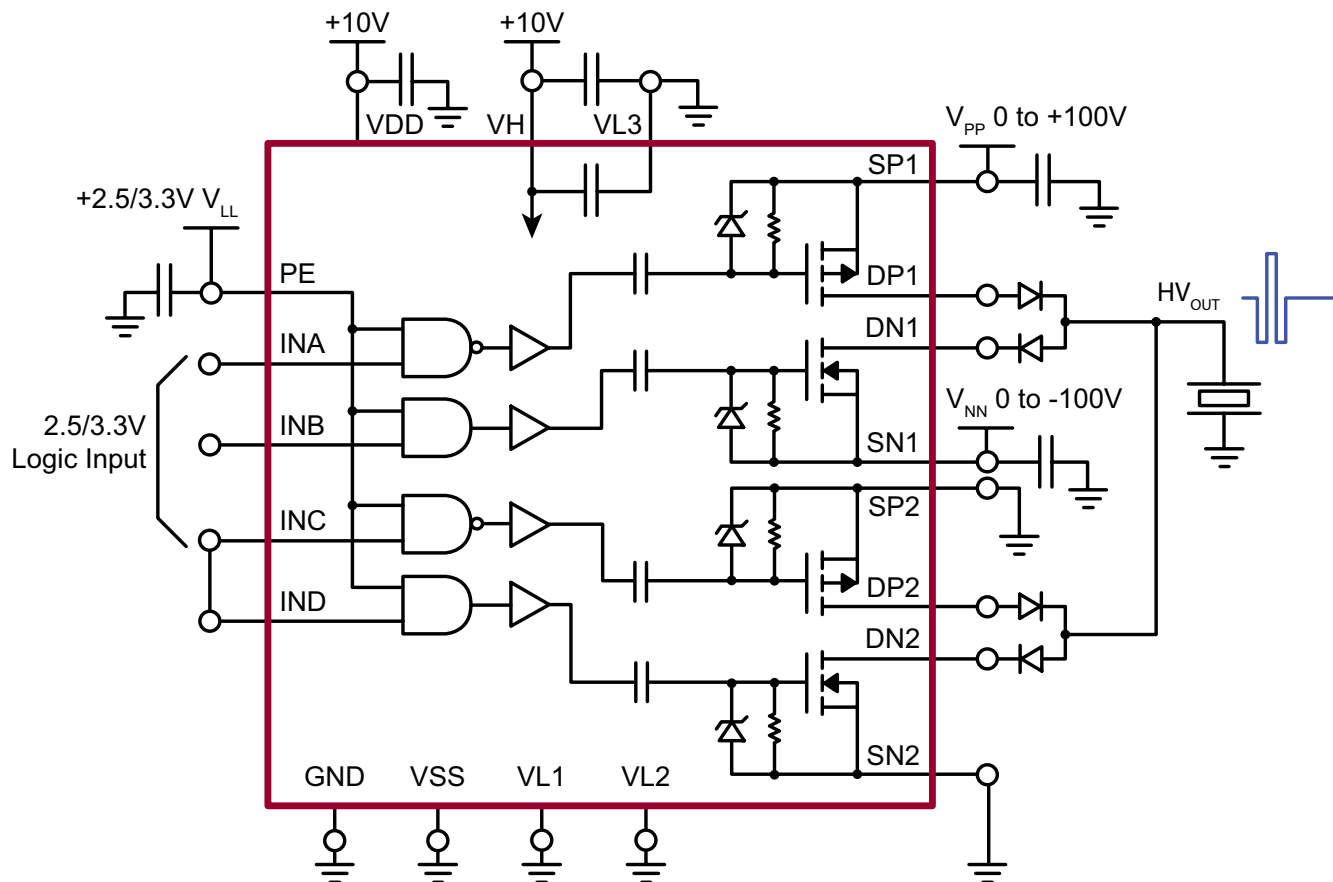 +10V
+10V
VDD
VH
VL3
V_PP 0 to +100V
SP1
+2.5/3.3V V_LL
PE
DP1
HV_OUT
INA
DN1
V_NN 0 to -100V
2.5/3.3V
Logic Input
INB
SN1
SP2
INC
DP2
IND
DN2
SN2
GND
VSS
VL1
VL2